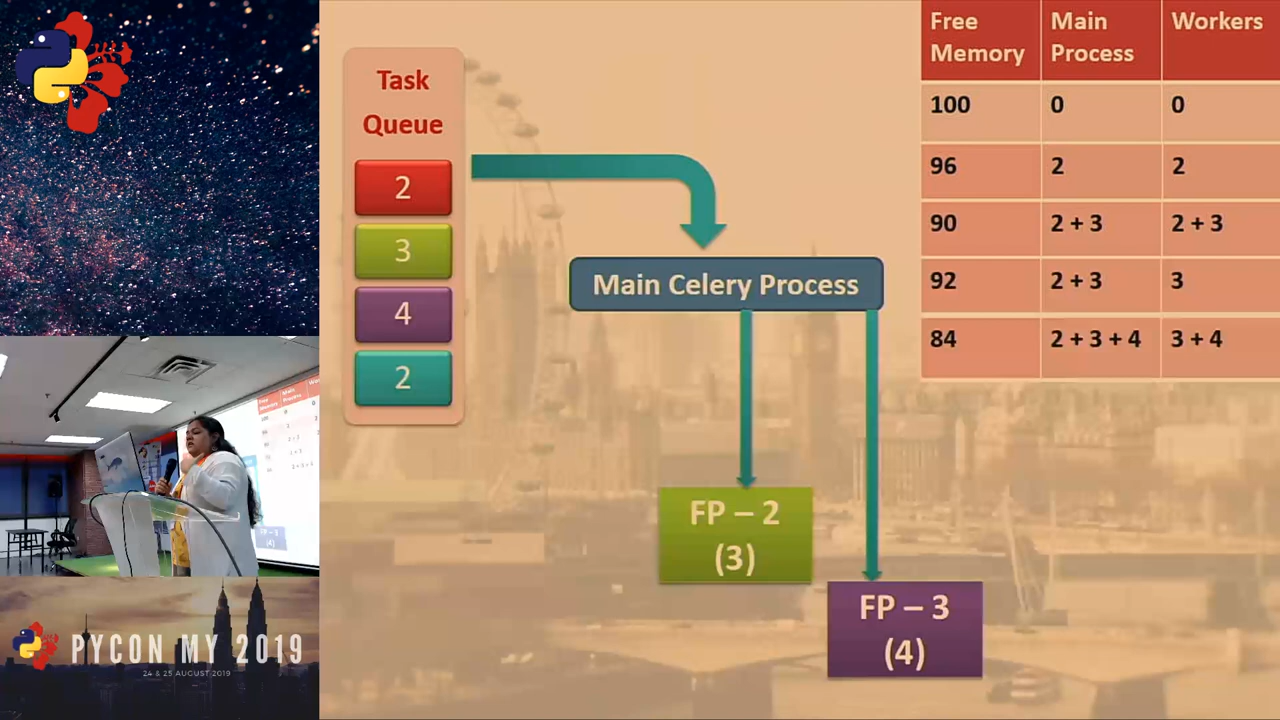 Task
Queue
2
3
4
2
Main Celery Process
FP – 2
(3)
FP – 3
(4)
Free Memory Main Process Workers
100 0 0
96 2 2
90 2 + 3 2 + 3
92 2 + 3 3
84 2 + 3 + 4 3 + 4
PYCON MY 2019
24 & 25 AUGUST 2019